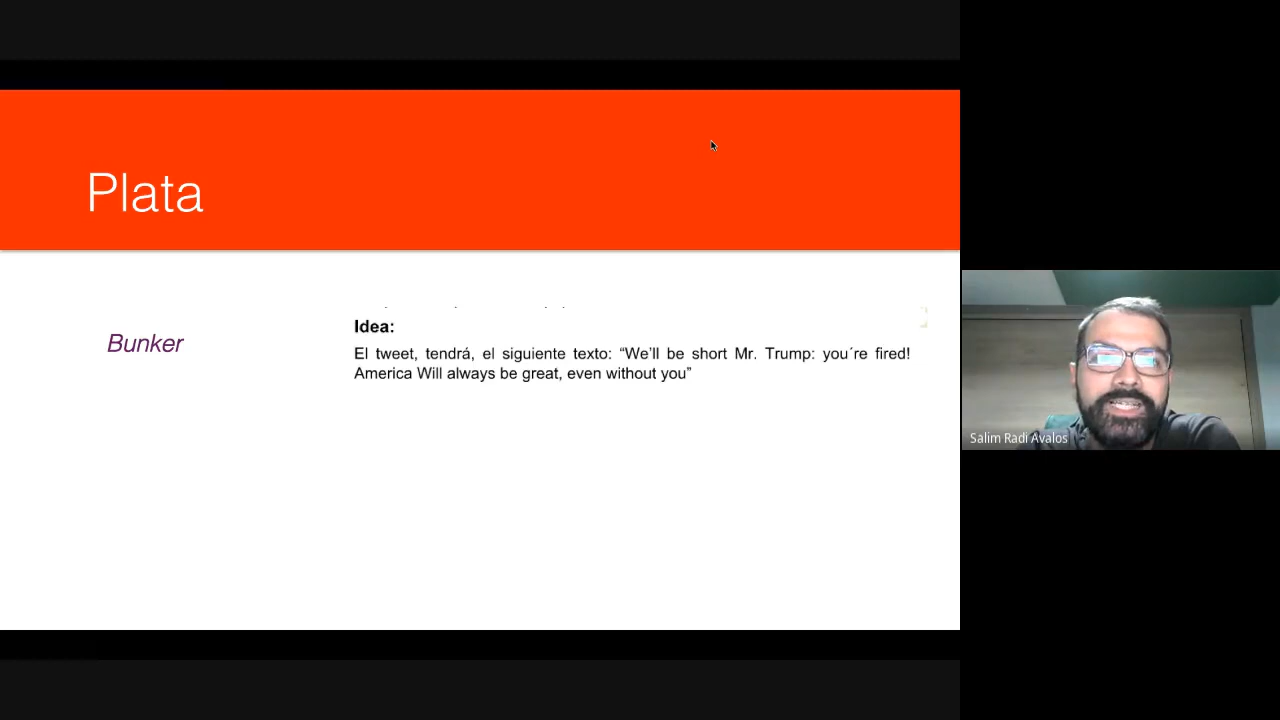 Plata
Bunker
Idea:
El tweet, tendrá, el siguiente texto: “We’ll be short Mr. Trump: you´re fired!
America Will always be great, even without you”
Salim Radi Avalos